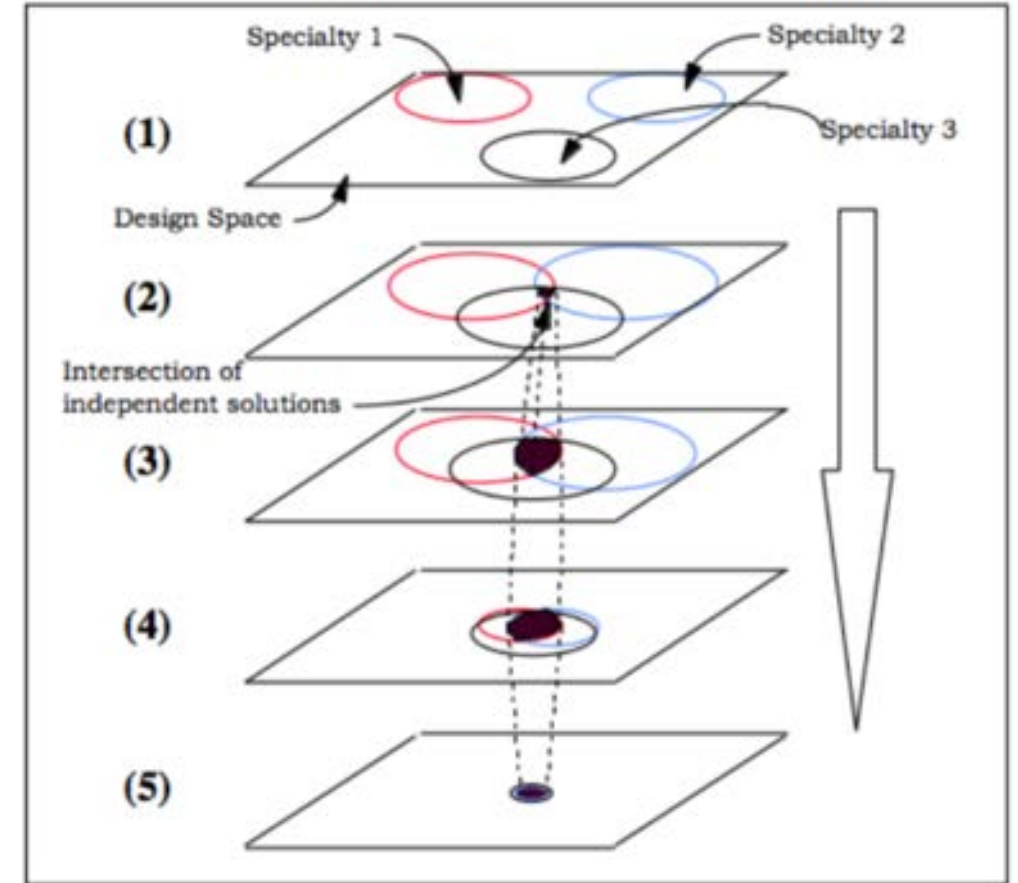 Specialty 1
Specialty 2
(1)
Specialty 3
Design Space
(2)
Intersection of
independent solutions
(3)
(4)
(5)